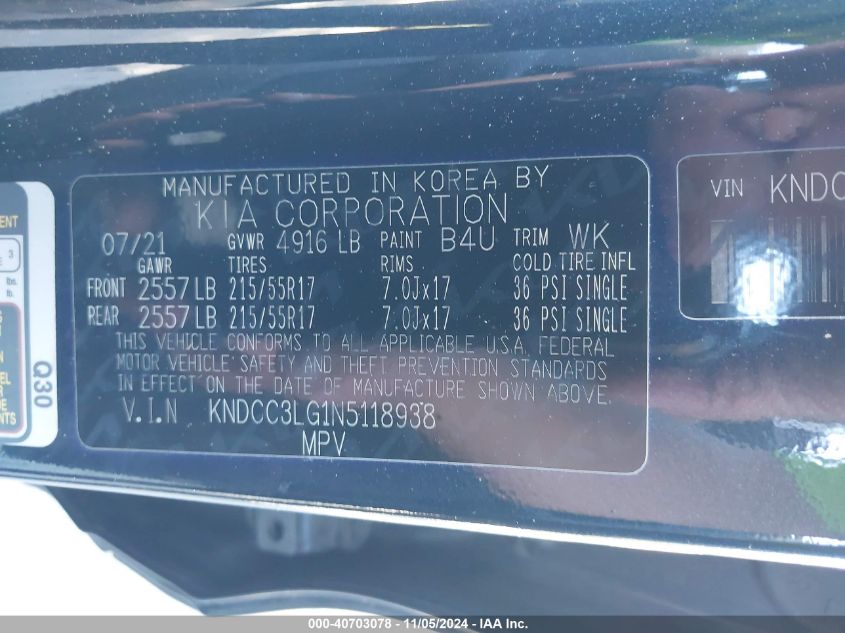 MANUFACTURED IN KOREA BY
KIA CORPORATION
07/21 GVWR 4916 LB PAINT B4U TRIM WK
GAWR TIRES RIMS COLD TIRE INFL
FRONT 2557 LB 215/55R17 7.0Jx17 36 PSI SINGLE
REAR 2557 LB 215/55R17 7.0Jx17 36 PSI SINGLE
THIS VEHICLE CONFORMS TO ALL APPLICABLE U.S.A. FEDERAL
MOTOR VEHICLE SAFETY AND THEFT PREVENTION STANDARDS
IN EFFECT ON THE DATE OF MANUFACTURE SHOWN ABOVE.
V.I.N KNDCC3LG1N5118938
MPV
VIN KNDC
Q30
3
lbs.
lb.
000-40703078 - 11/05/2024 - IAA Inc.